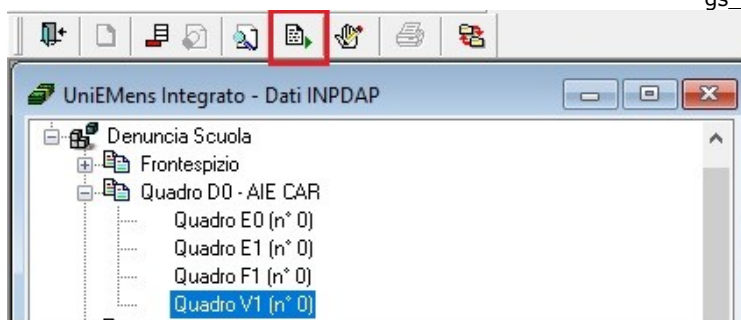 gs_
UniEMens Integrato - Dati INPDAP
Denuncia Scuola
Frontespizio
Quadro D0 - AIE CAR
Quadro E0 (n° 0)
Quadro E1 (n° 0)
Quadro F1 (n° 0)
Quadro V1 (n° 0)